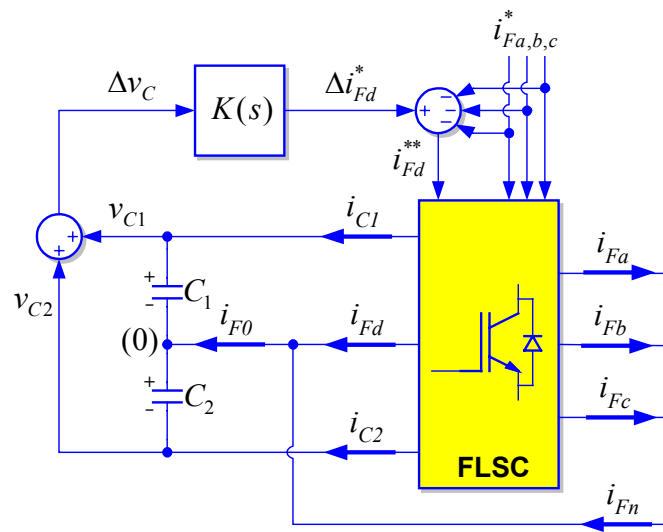 i*Fa,b,c
ΔvC
K(s)
Δi*Fd
+
−
−
−
i**Fd
vC1
iC1
+
+
vC2
+
-
C1
iFa
(0)
iF0
iFd
iFb
+
-
C2
iC2
iFc
FLSC
iFn